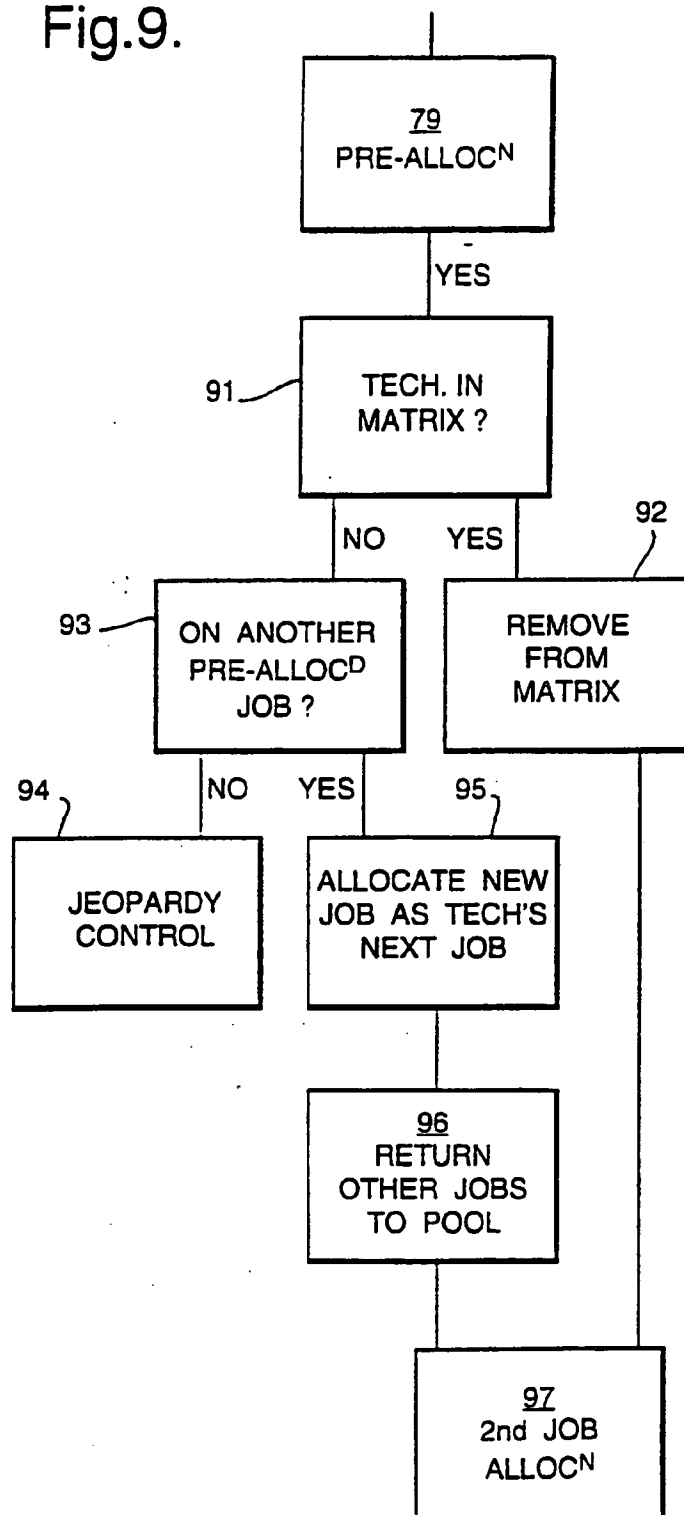 Fig.9.
79
PRE-ALLOCᴺ
YES
91
TECH. IN
MATRIX ?
NO YES
92
93
ON ANOTHER
PRE-ALLOCᴰ
JOB ?
REMOVE
FROM
MATRIX
NO YES
94
95
JEOPARDY
CONTROL
ALLOCATE NEW
JOB AS TECH'S
NEXT JOB
96
RETURN
OTHER JOBS
TO POOL
97
2nd JOB
ALLOCᴺ